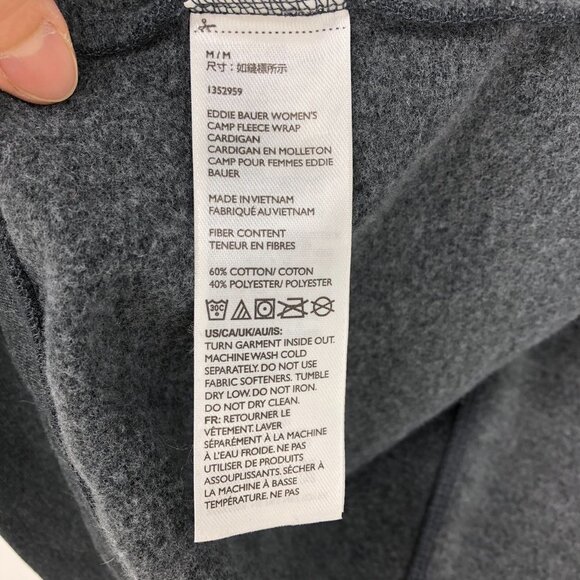 M / M
尺寸：如縫標所示
1352959
EDDIE BAUER WOMEN'S
CAMP FLEECE WRAP
CARDIGAN
CARDIGAN EN MOLLETON
CAMP POUR FEMMES EDDIE
BAUER
MADE IN VIETNAM
FABRIQUÉ AU VIETNAM
FIBER CONTENT
TENEUR EN FIBRES
60% COTTON/ COTON
40% POLYESTER/ POLYESTER
30C
US/CA/UK/AU/IS:
TURN GARMENT INSIDE OUT.
MACHINE WASH COLD
SEPARATELY. DO NOT USE
FABRIC SOFTENERS. TUMBLE
DRY LOW. DO NOT IRON.
DO NOT DRY CLEAN.
FR: RETOURNER LE
VÊTEMENT. LAVER
SÉPARÉMENT À LA MACHINE
À L'EAU FROIDE. NE PAS
UTILISER DE PRODUITS
ASSOUPLISSANTS. SÉCHER À
LA MACHINE À BASSE
TEMPÉRATURE. NE PAS